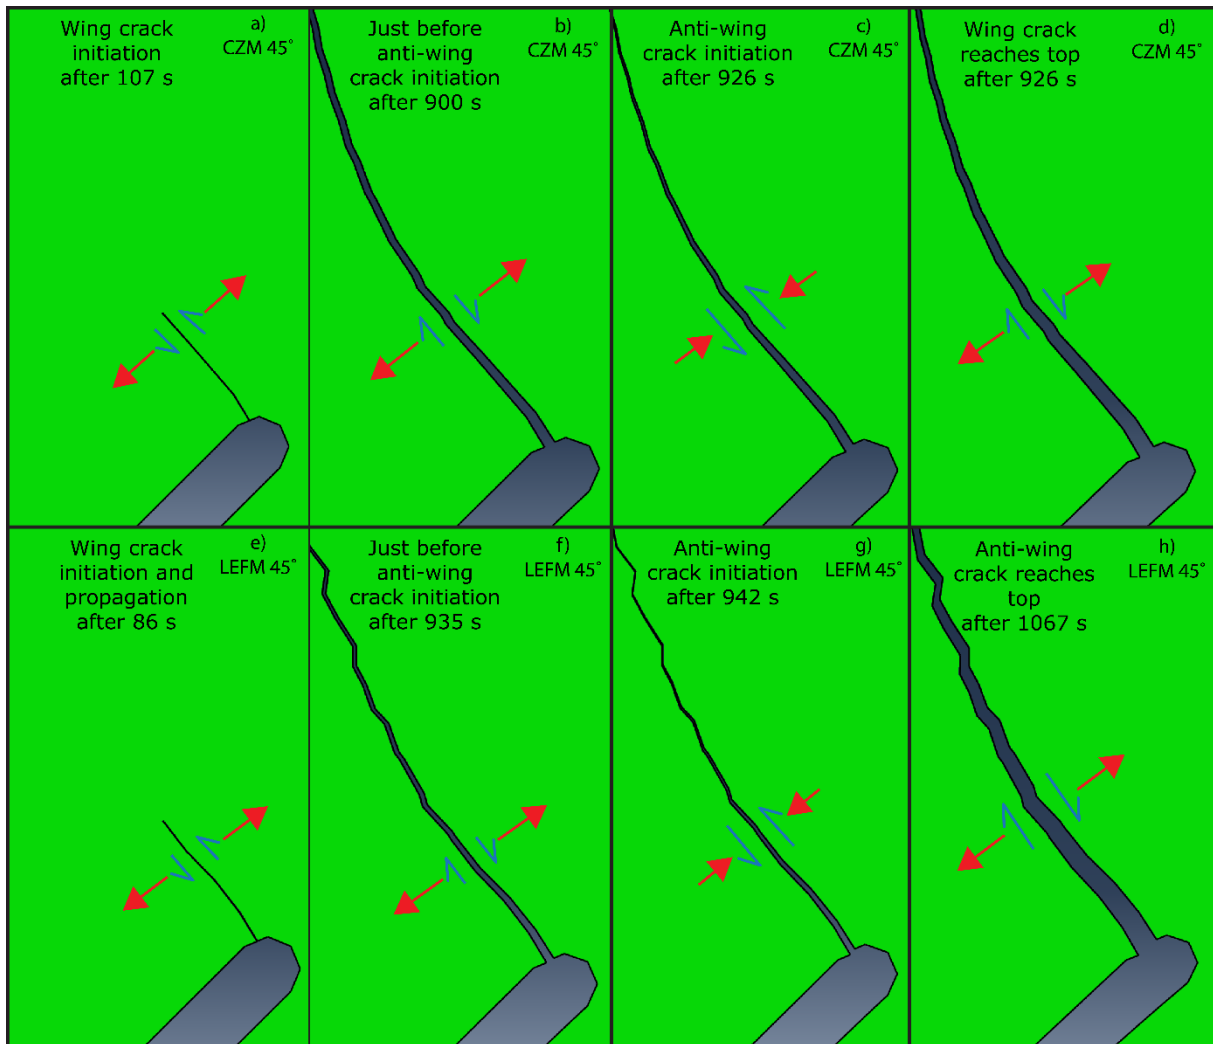 Wing crack
initiation
after 107 s
a)
CZM 45°
Just before
anti-wing
crack initiation
after 900 s
b)
CZM 45°
Anti-wing
crack initiation
after 926 s
c)
CZM 45°
Wing crack
reaches top
after 926 s
d)
CZM 45°
Wing crack
initiation and
propagation
after 86 s
e)
LEFM 45°
Just before
anti-wing
crack initiation
after 935 s
f)
LEFM 45°
Anti-wing
crack initiation
after 942 s
g)
LEFM 45°
Anti-wing
crack reaches
top
after 1067 s
h)
LEFM 45°